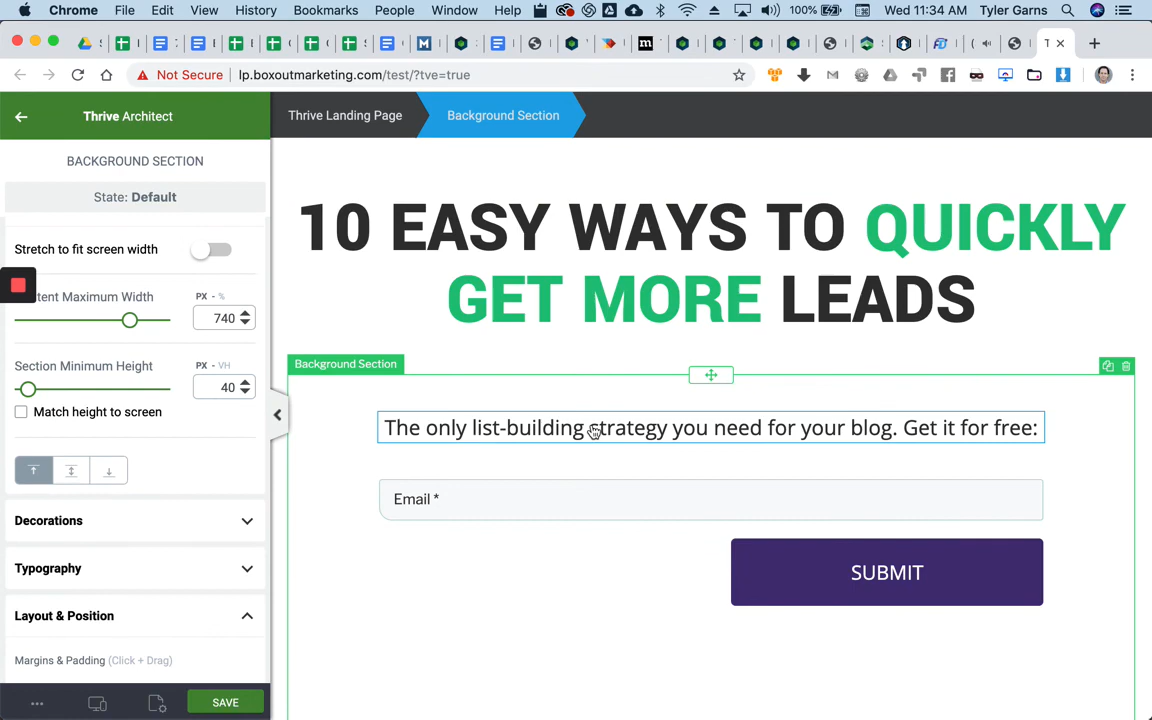 Chrome File Edit View History Bookmarks People Window Help 100% Wed 11:34 AM Tyler Garns
Not Secure lp.boxoutmarketing.com/test/?tve=true
Thrive Architect
Thrive Landing Page Background Section
BACKGROUND SECTION
State: Default
Stretch to fit screen width
tent Maximum Width PX - %
740
Section Minimum Height PX - VH
40
Match height to screen
Decorations
Typography
Layout & Position
Margins & Padding (Click + Drag)
SAVE
10 EASY WAYS TO QUICKLY
GET MORE LEADS
Background Section
The only list-building strategy you need for your blog. Get it for free:
Email *
SUBMIT